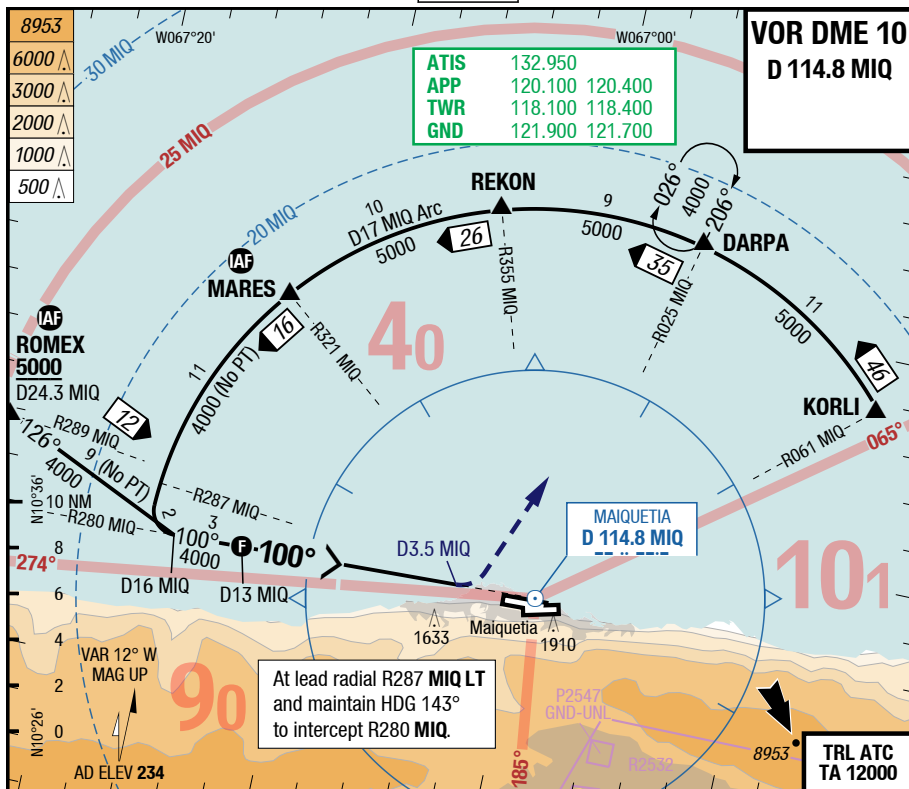 8953
6000
3000
2000
1000
500
W067°20'
W067°00'
30 MIQ
25 MIQ
20 MIQ
ATIS 132.950
APP 120.100 120.400
TWR 118.100 118.400
GND 121.900 121.700
VOR DME 10
D 114.8 MIQ
REKON
10
D17 MIQ Arc
5000
26
9
5000
026°
4000
206°
DARPA
35
R355 MIQ
R025 MIQ
11
5000
46
KORLI
R061 MIQ
065°
IAF
MARES
16
R321 MIQ
40
11
4000 (No PT)
IAF
ROMEX
5000
D24.3 MIQ
12
R289 MIQ
126°
9 (No PT)
4000
R287 MIQ
N10°36'
10 NM
R280 MIQ
2
3
100°
4000
F
100°
D3.5 MIQ
MAIQUETIA
D 114.8 MIQ
8
274°
D16 MIQ
D13 MIQ
6
101
Maiquetia
4
1633
1910
VAR 12° W
MAG UP
2
90
At lead radial R287 MIQ LT
and maintain HDG 143°
to intercept R280 MIQ.
P2547
GND-UNL
R2532
185°
N10°26'
0
8953
AD ELEV 234
TRL ATC
TA 12000